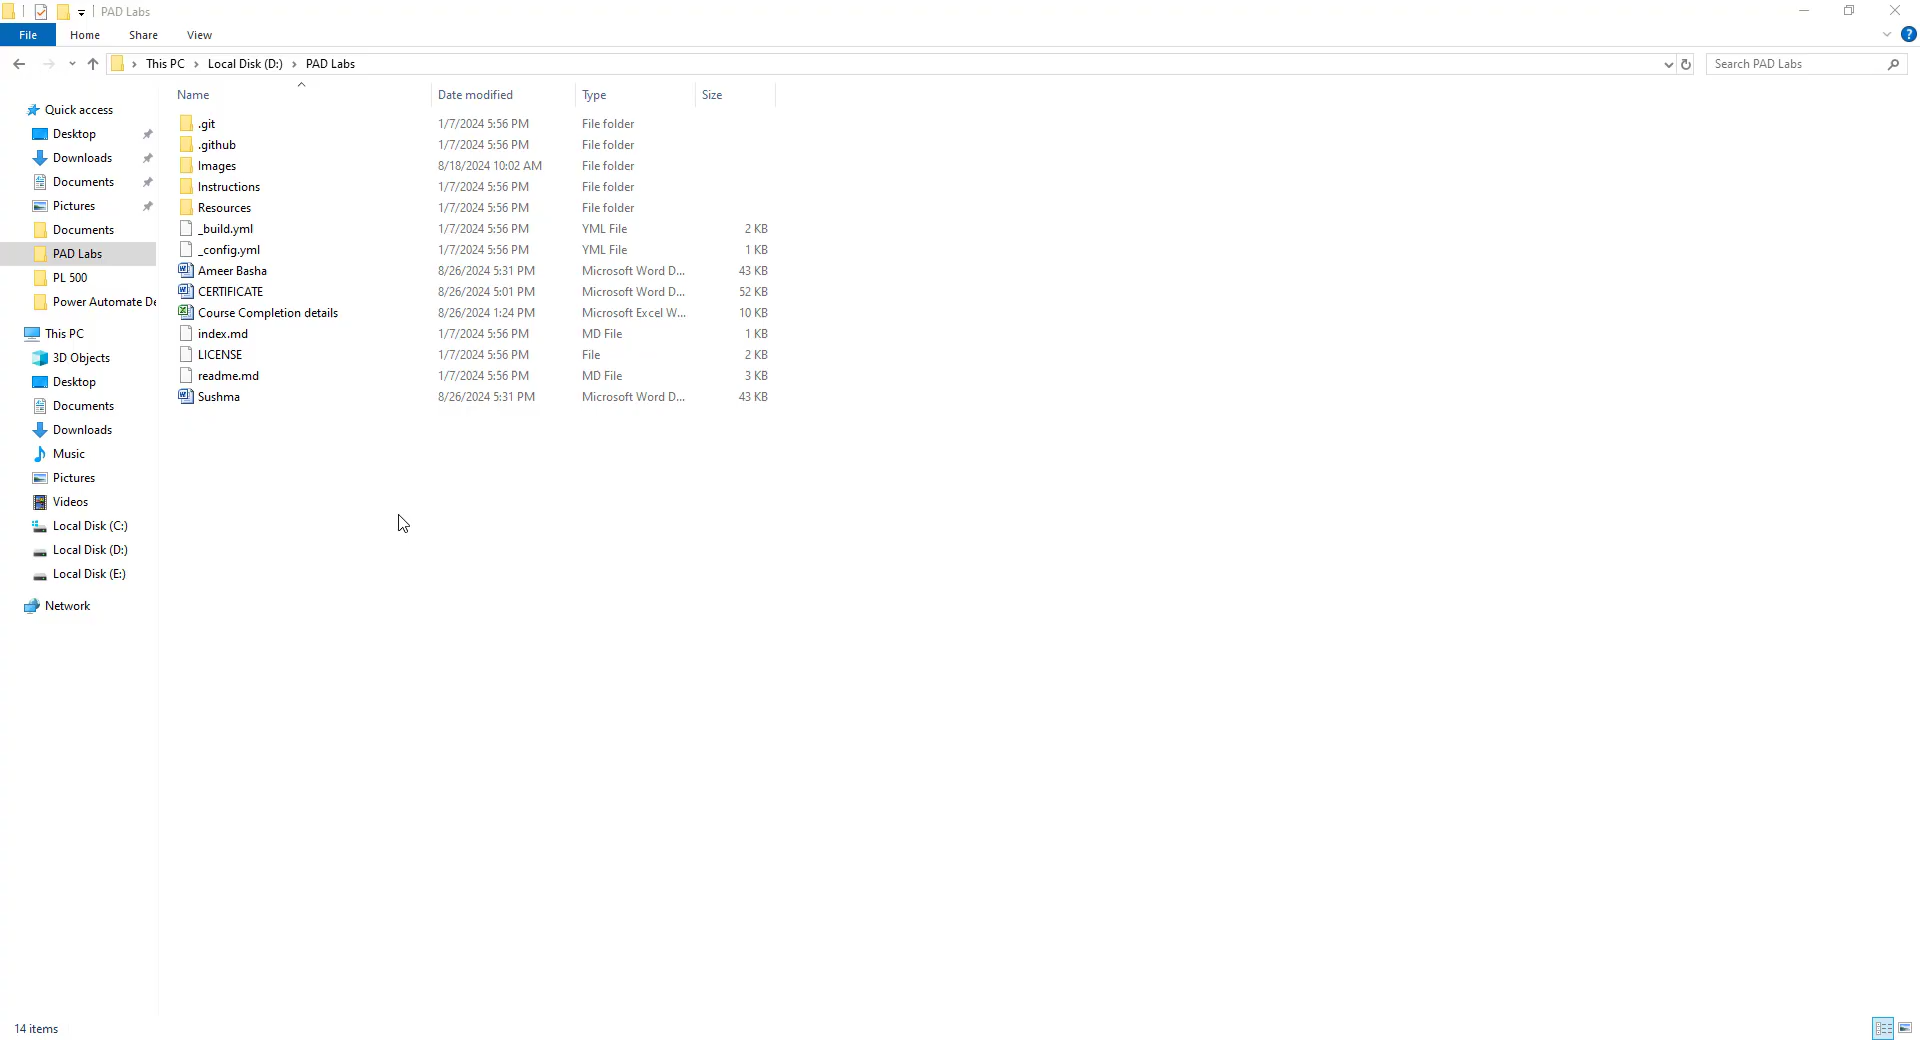 PAD Labs
File Home Share View
This PC Local Disk (D:) PAD Labs Search PAD Labs
Name Date modified Type Size
Quick access
Desktop
Downloads
Documents
Pictures
Documents
PAD Labs
PL 500
Power Automate De
This PC
3D Objects
Desktop
Documents
Downloads
Music
Pictures
Videos
Local Disk (C:)
Local Disk (D:)
Local Disk (E:)
Network
.git 1/7/2024 5:56 PM File folder
.github 1/7/2024 5:56 PM File folder
Images 8/18/2024 10:02 AM File folder
Instructions 1/7/2024 5:56 PM File folder
Resources 1/7/2024 5:56 PM File folder
_build.yml 1/7/2024 5:56 PM YML File 2 KB
_config.yml 1/7/2024 5:56 PM YML File 1 KB
Ameer Basha 8/26/2024 5:31 PM Microsoft Word D... 43 KB
CERTIFICATE 8/26/2024 5:01 PM Microsoft Word D... 52 KB
Course Completion details 8/26/2024 1:24 PM Microsoft Excel W... 10 KB
index.md 1/7/2024 5:56 PM MD File 1 KB
LICENSE 1/7/2024 5:56 PM File 2 KB
readme.md 1/7/2024 5:56 PM MD File 3 KB
Sushma 8/26/2024 5:31 PM Microsoft Word D... 43 KB
14 items